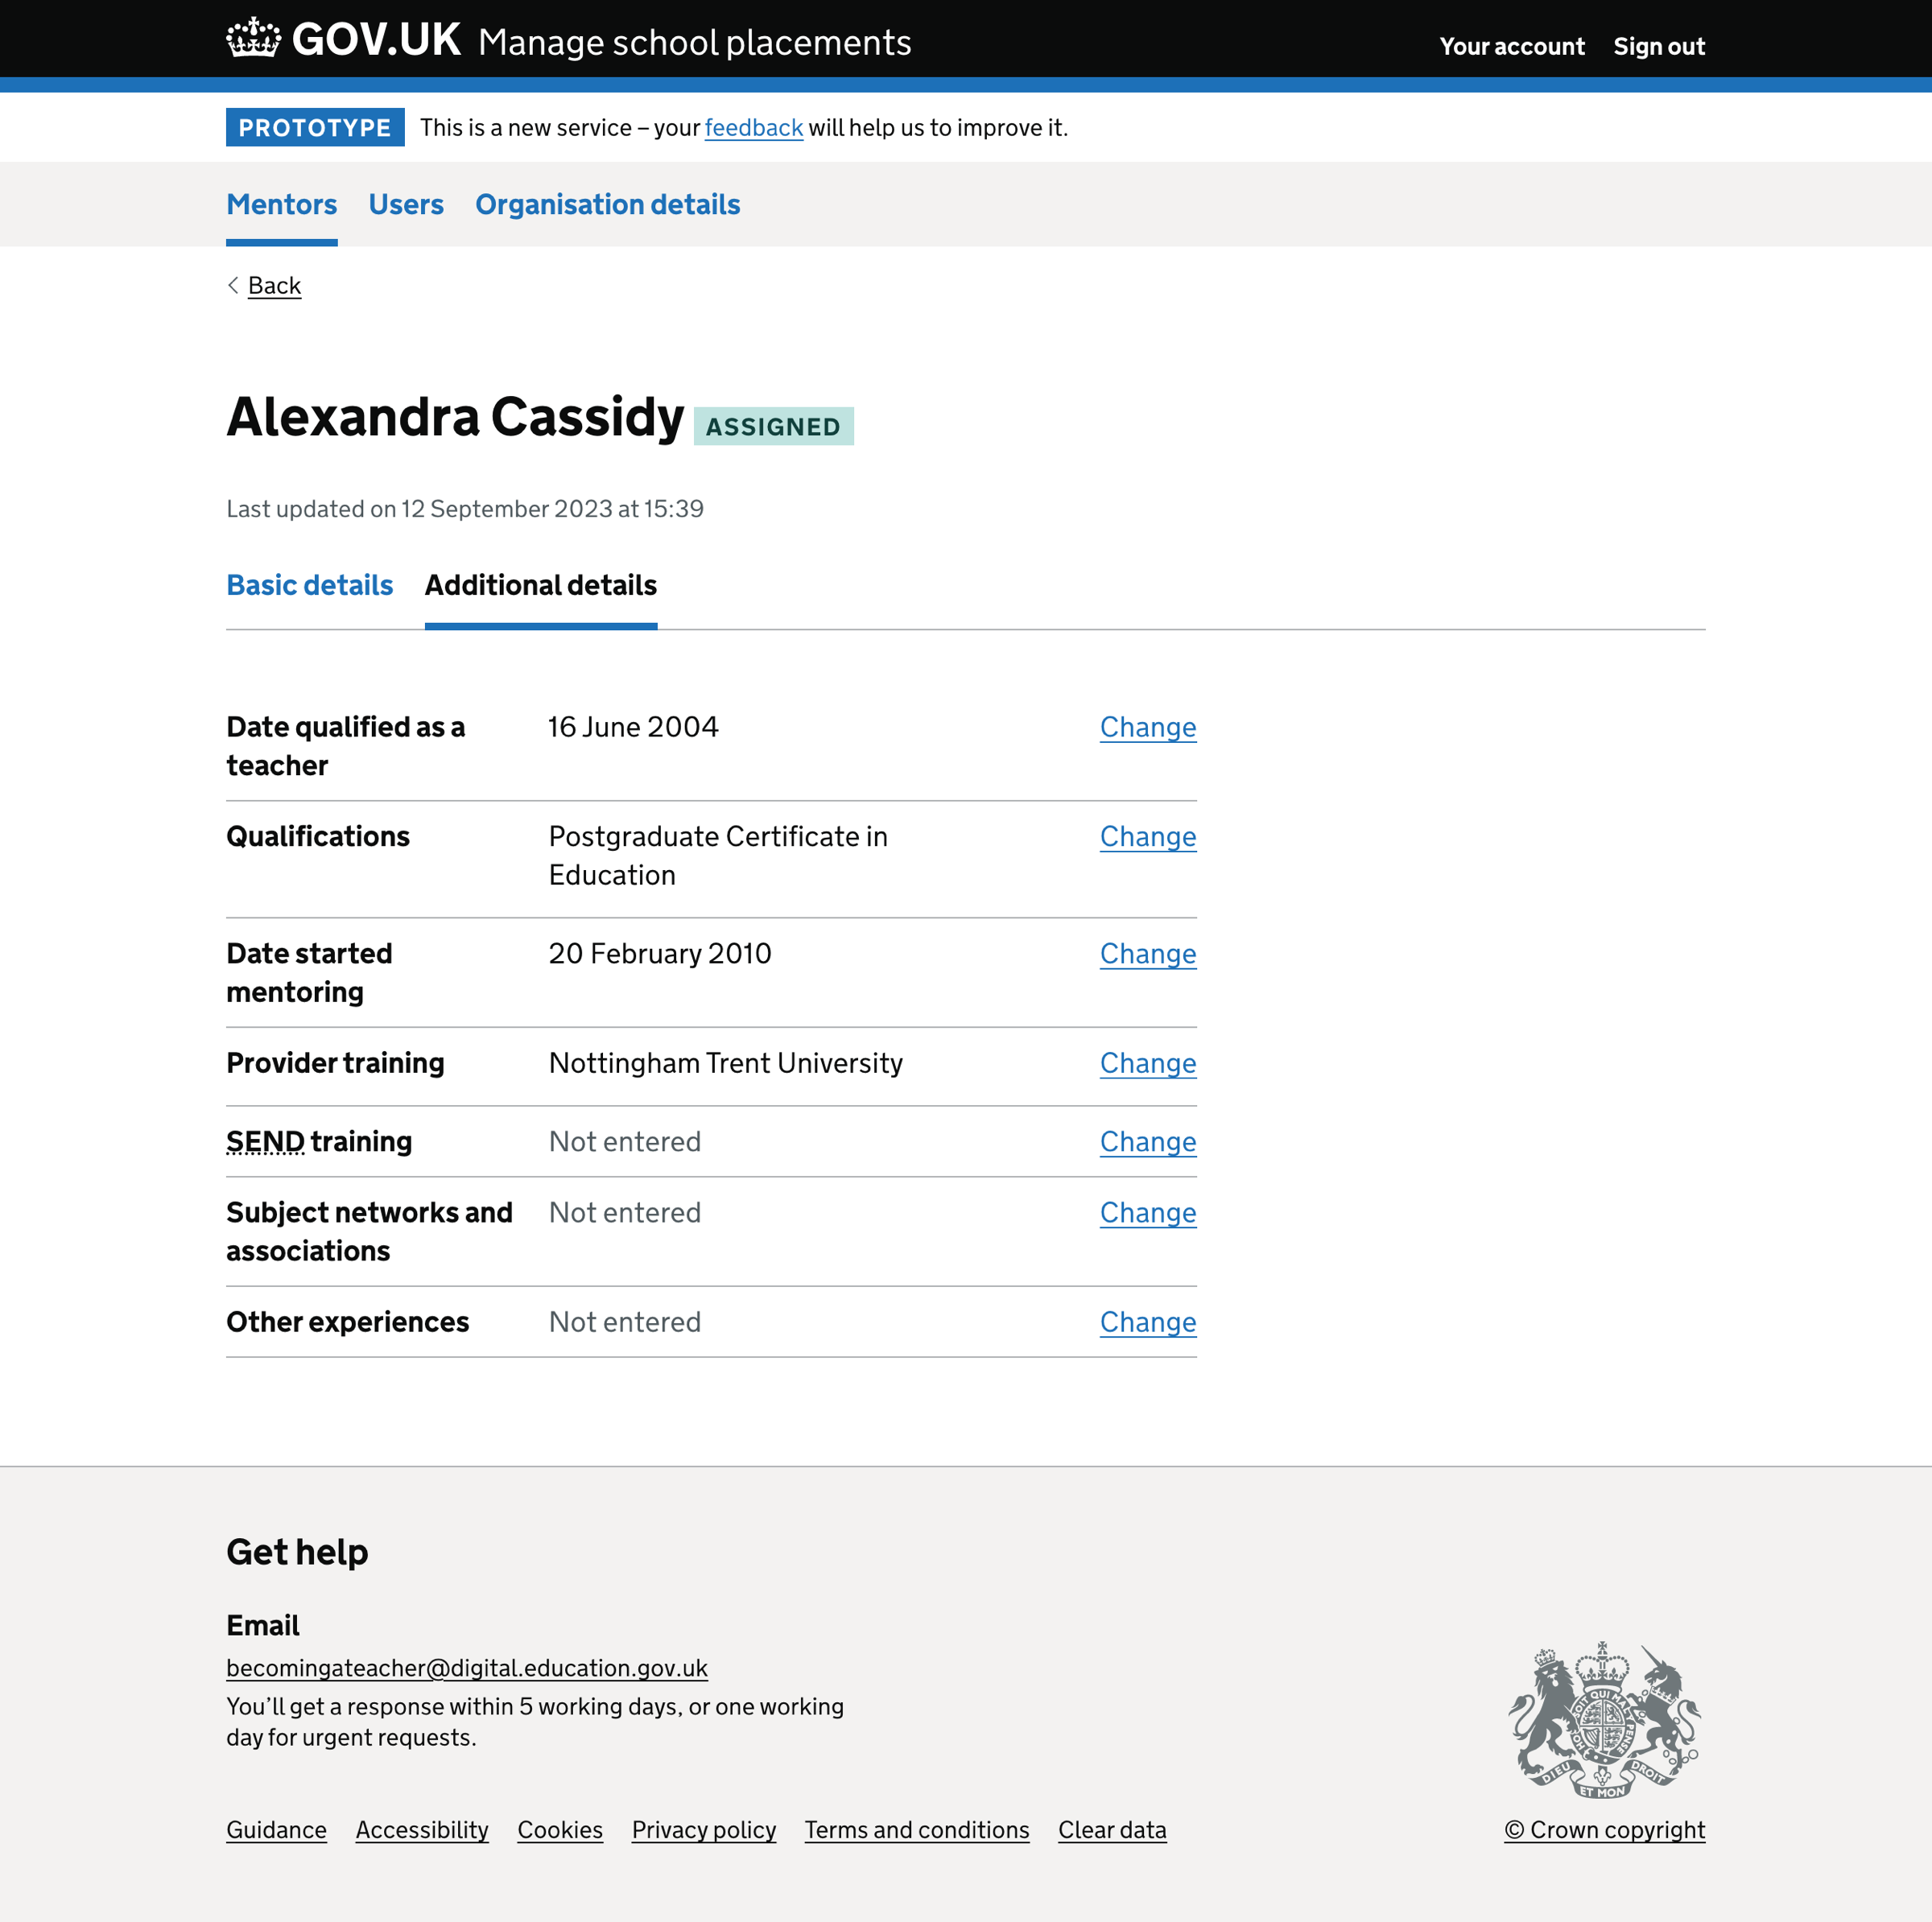 GOV.UK Manage school placements
Your account Sign out
PROTOTYPE This is a new service – your feedback will help us to improve it.
Mentors Users Organisation details
Back
Alexandra Cassidy ASSIGNED
Last updated on 12 September 2023 at 15:39
Basic details Additional details
Date qualified as a
teacher
16 June 2004
Change
Qualifications
Postgraduate Certificate in
Education
Change
Date started
mentoring
20 February 2010
Change
Provider training
Nottingham Trent University
Change
SEND training
Not entered
Change
Subject networks and
associations
Not entered
Change
Other experiences
Not entered
Change
Get help
Email
becomingateacher@digital.education.gov.uk
You’ll get a response within 5 working days, or one working
day for urgent requests.
DIEU ET MON DROIT
Guidance Accessibility Cookies Privacy policy Terms and conditions Clear data
© Crown copyright